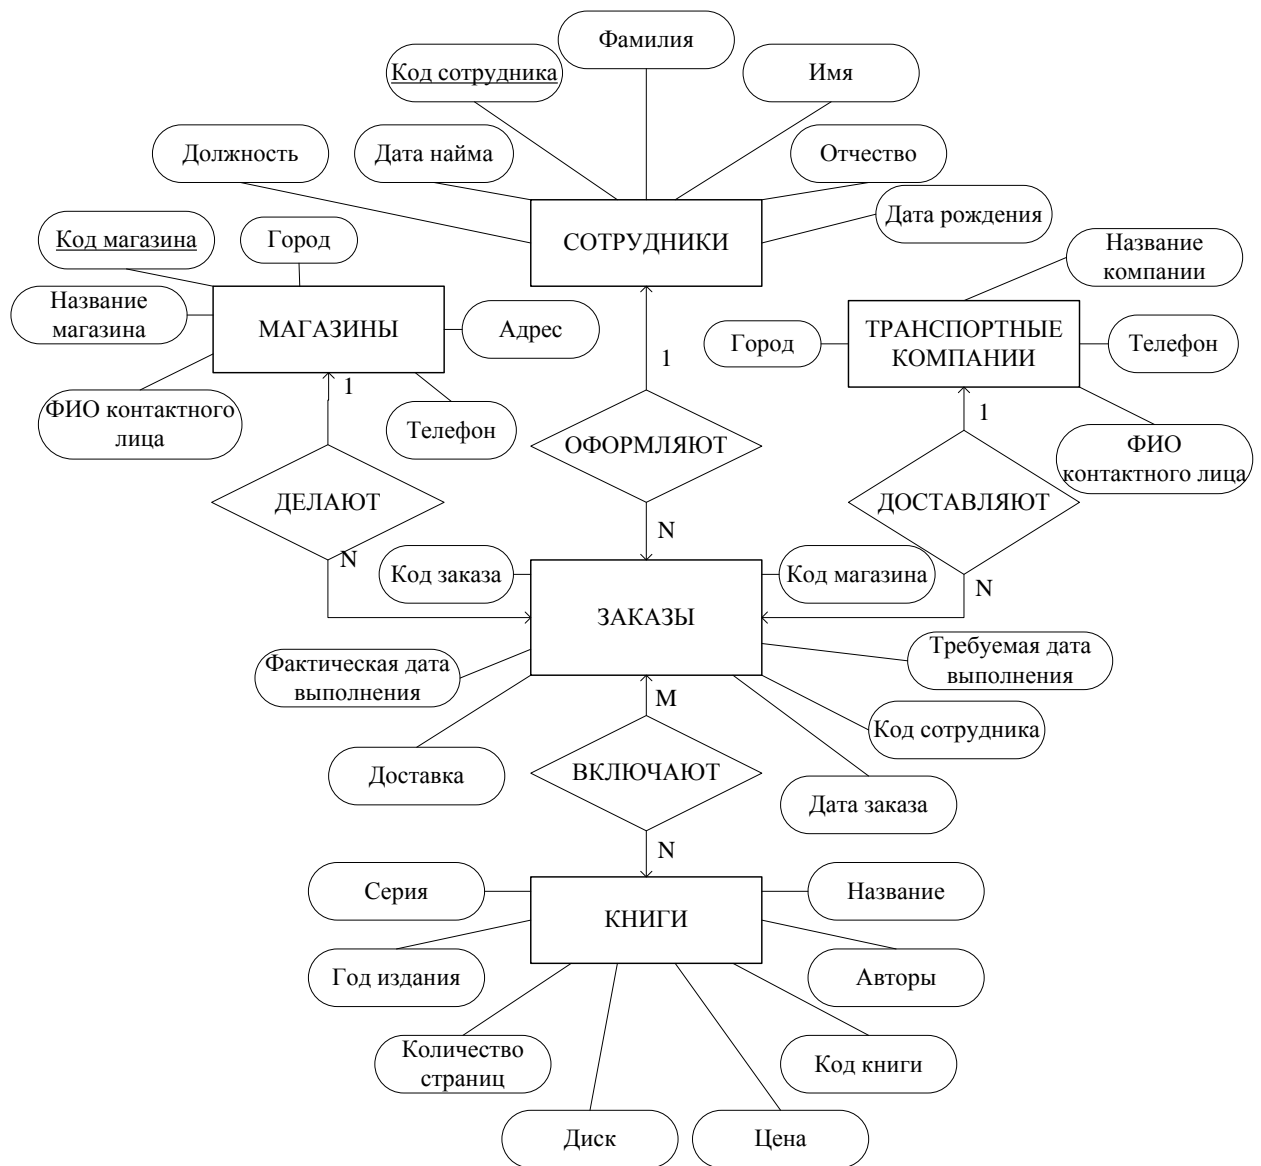 Фамилия
Код сотрудника
Имя
Должность
Дата найма
Отчество
Дата рождения
СОТРУДНИКИ
Код магазина
Город
Название
магазина
МАГАЗИНЫ
Адрес
ФИО контактного
лица
Телефон
Название
компании
Город
ТРАНСПОРТНЫЕ
КОМПАНИИ
Телефон
ФИО
контактного лица
1
1
1
ДЕЛАЮТ
ОФОРМЛЯЮТ
ДОСТАВЛЯЮТ
N
N
N
Код заказа
Код магазина
ЗАКАЗЫ
Фактическая дата
выполнения
Требуемая дата
выполнения
Код сотрудника
Доставка
Дата заказа
M
ВКЛЮЧАЮТ
N
Серия
КНИГИ
Название
Год издания
Авторы
Количество
страниц
Код книги
Диск
Цена